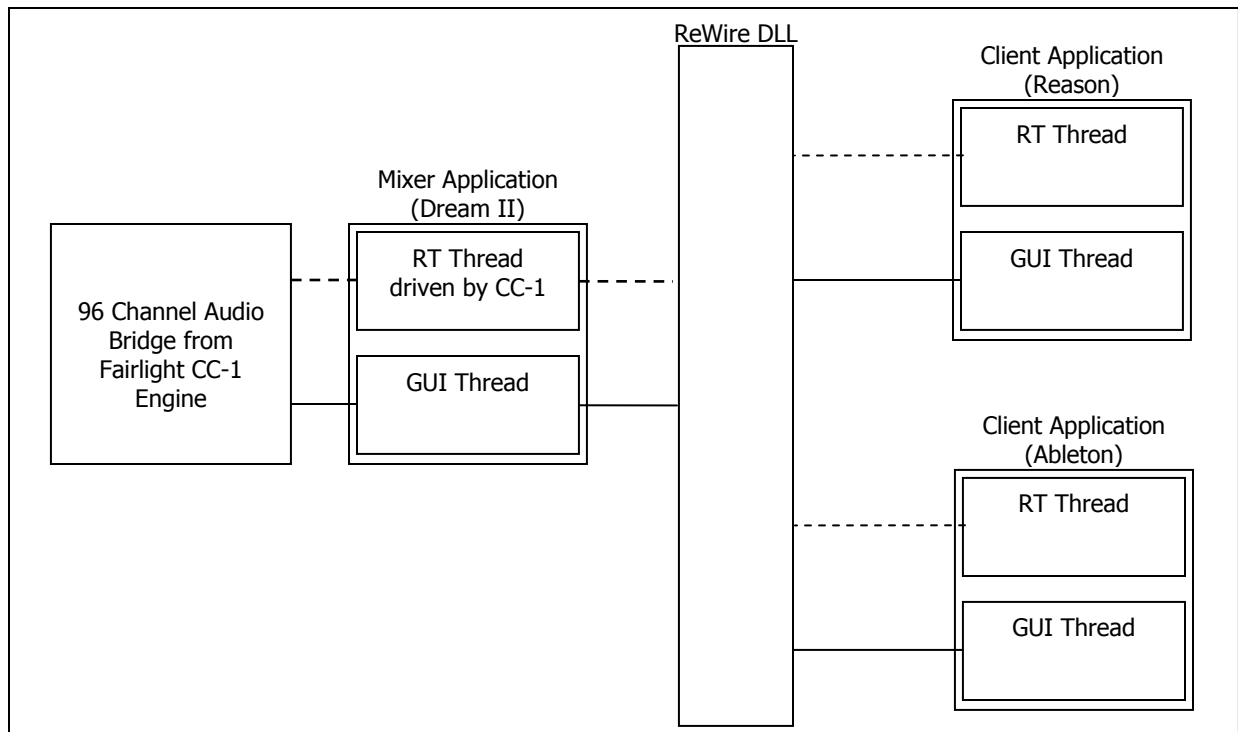 ReWire DLL
Client Application
(Reason)
RT Thread
GUI Thread
Mixer Application
(Dream II)
RT Thread
driven by CC-1
GUI Thread
96 Channel Audio
Bridge from
Fairlight CC-1
Engine
Client Application
(Ableton)
RT Thread
GUI Thread